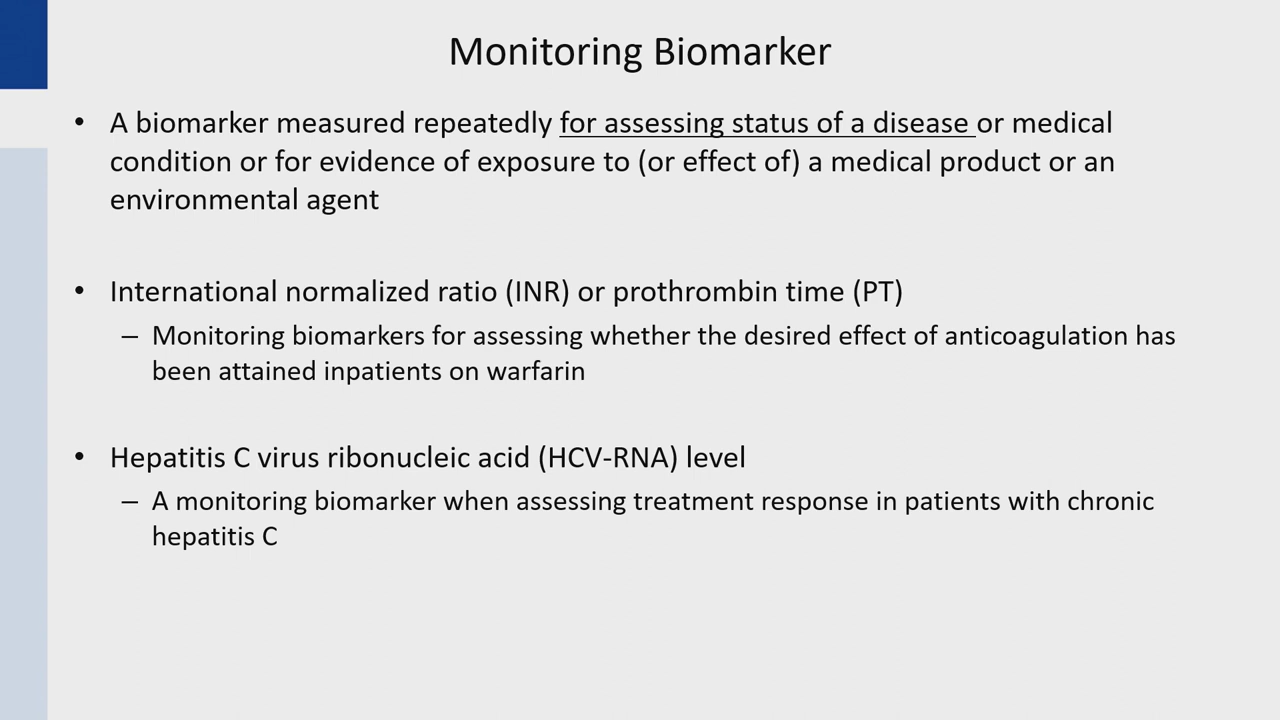 Monitoring Biomarker
• A biomarker measured repeatedly for assessing status of a disease or medical
condition or for evidence of exposure to (or effect of) a medical product or an
environmental agent
• International normalized ratio (INR) or prothrombin time (PT)
– Monitoring biomarkers for assessing whether the desired effect of anticoagulation has
been attained inpatients on warfarin
• Hepatitis C virus ribonucleic acid (HCV-RNA) level
– A monitoring biomarker when assessing treatment response in patients with chronic
hepatitis C